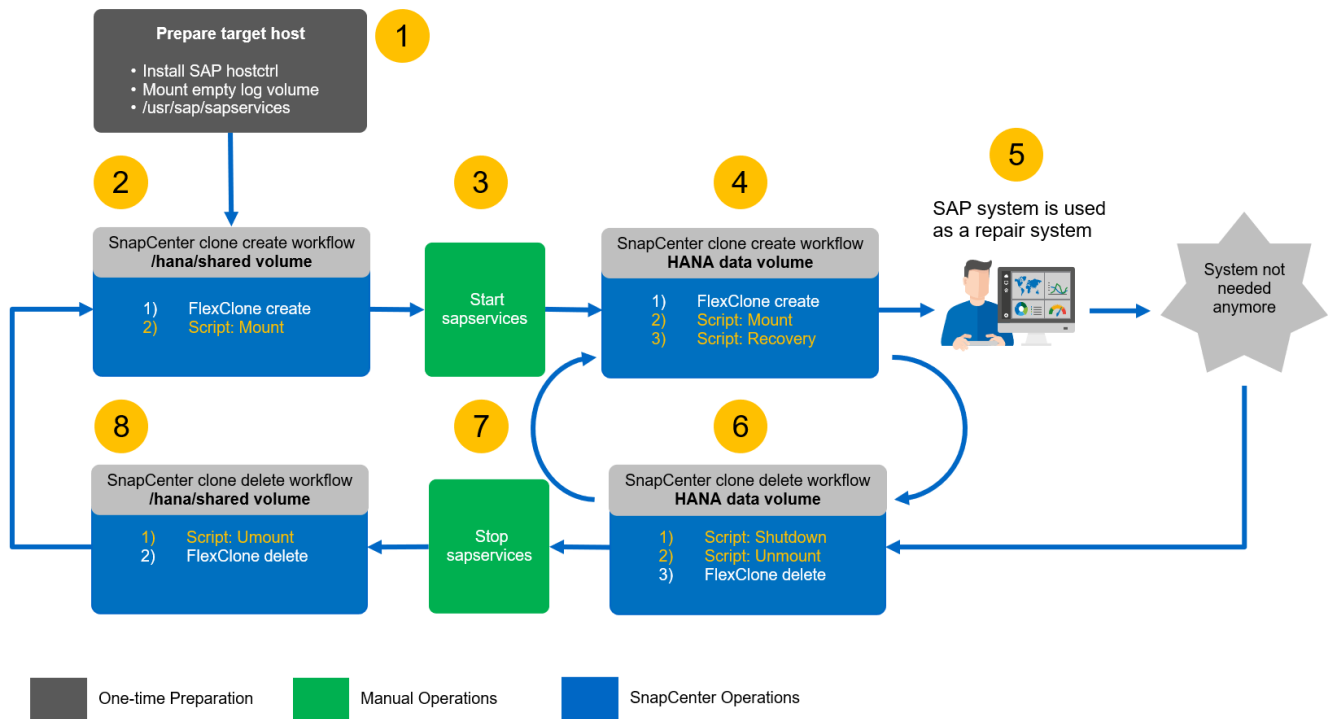 Prepare target host
1
• Install SAP hostctrl
• Mount empty log volume
• /usr/sap/sapservices
2
3
4
5
SAP system is used
as a repair system
SnapCenter clone create workflow
/hana/shared volume
1) FlexClone create
2) Script: Mount
Start
sapservices
SnapCenter clone create workflow
HANA data volume
1) FlexClone create
2) Script: Mount
3) Script: Recovery
System not
needed
anymore
8
7
6
SnapCenter clone delete workflow
/hana/shared volume
1) Script: Umount
2) FlexClone delete
Stop
sapservices
SnapCenter clone delete workflow
HANA data volume
1) Script: Shutdown
2) Script: Unmount
3) FlexClone delete
One-time Preparation
Manual Operations
SnapCenter Operations